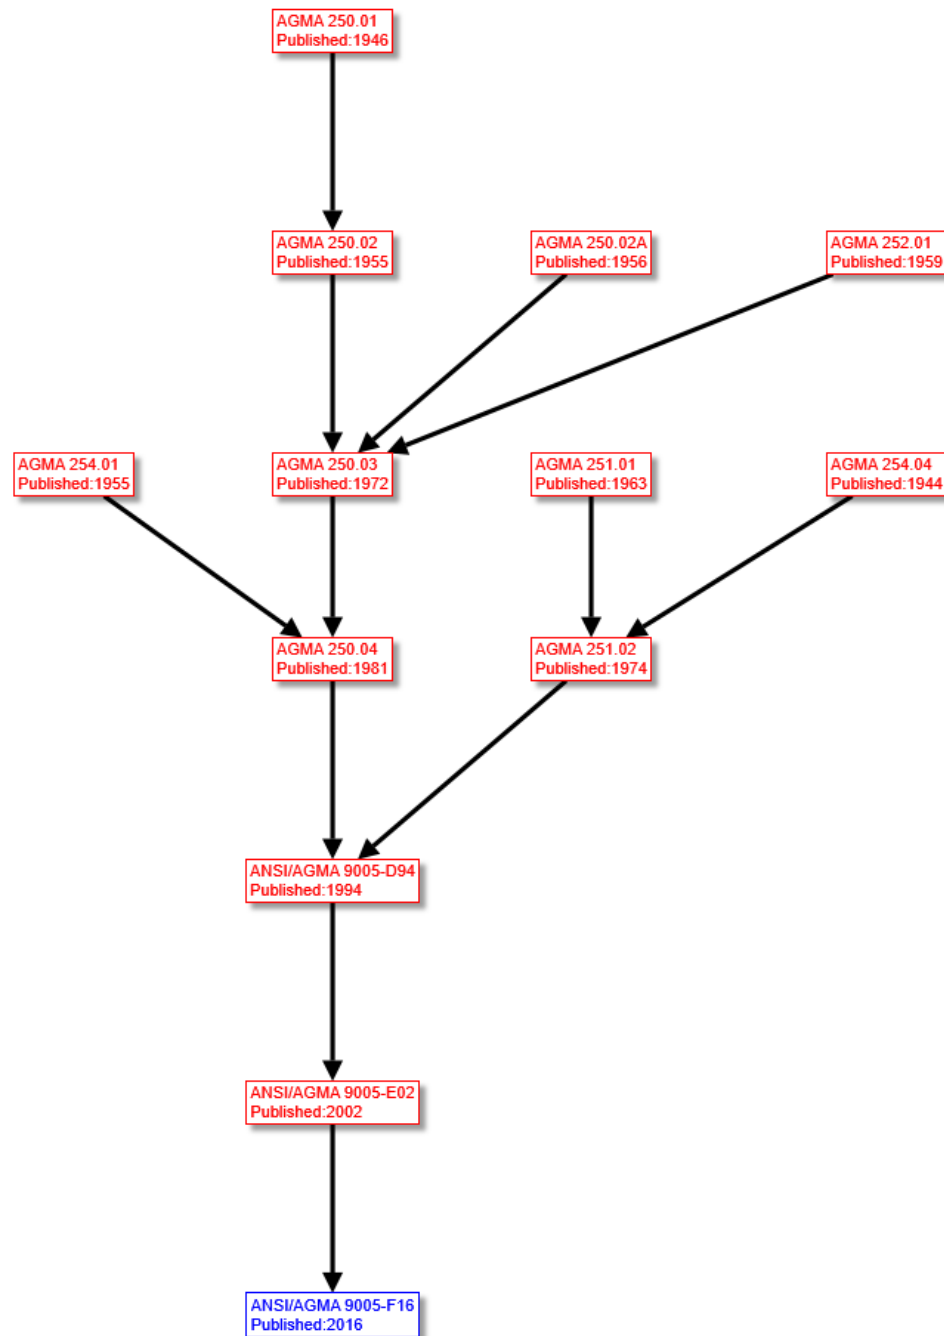 AGMA 250.01
Published:1946
AGMA 250.02
Published:1955
AGMA 250.02A
Published:1956
AGMA 252.01
Published:1959
AGMA 254.01
Published:1955
AGMA 250.03
Published:1972
AGMA 251.01
Published:1963
AGMA 254.04
Published:1944
AGMA 250.04
Published:1981
AGMA 251.02
Published:1974
ANSI/AGMA 9005-D94
Published:1994
ANSI/AGMA 9005-E02
Published:2002
ANSI/AGMA 9005-F16
Published:2016